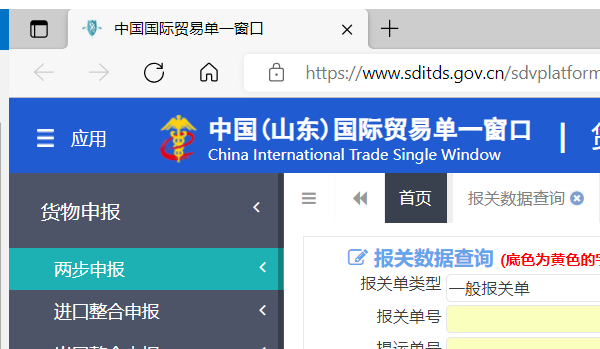 中国国际贸易单一窗口
https://www.sditds.gov.cn/sdvplatform
应用
中国(山东)国际贸易单一窗口
China International Trade Single Window
货物申报
首页
报关数据查询
两步申报
报关数据查询 (底色为黄色的
报关单类型 一般报关单
进口整合申报
报关单号
提运单号